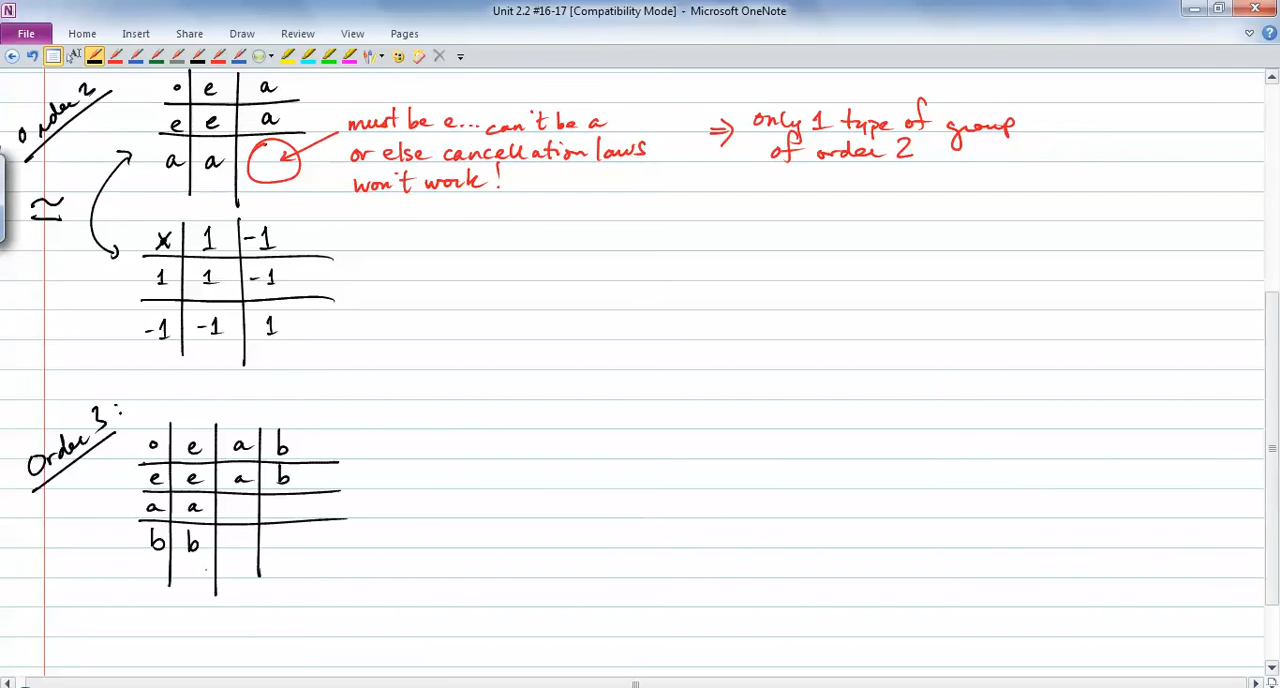 Unit 2.2 #16-17 [Compatibility Mode] - Microsoft OneNote
File Home Insert Share Draw Review View Pages
Order 2
∘ e a
e e a
a a
must be e... can't be a
or else cancellation laws
won't work!
⇒ only 1 type of group
of order 2
≅
x 1 -1
1 1 -1
-1 -1 1
Order 3:
∘ e a b
e e a b
a a
b b